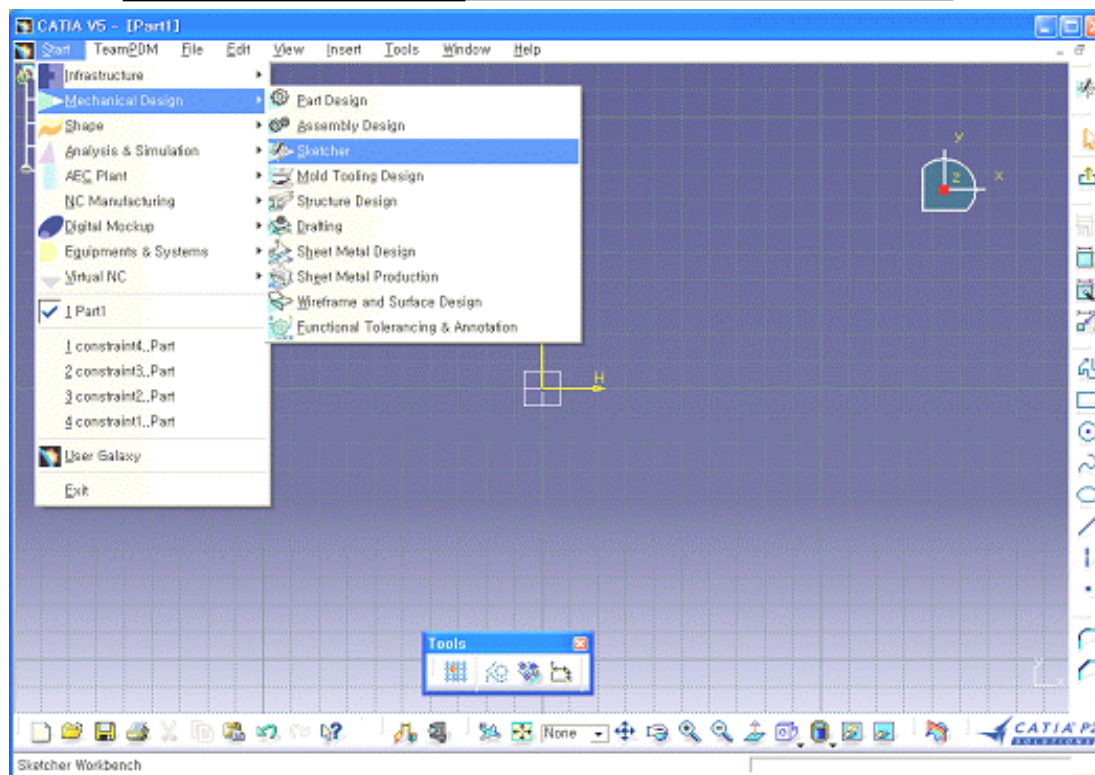 CATIA V5 - [Part1]
Start TeamPDM File Edit View Insert Tools Window Help
Infrastructure
Mechanical Design
Shape
Analysis & Simulation
AEC Plant
NC Manufacturing
Digital Mockup
Equipments & Systems
Virtual NC
1 Part1
1 constraint4..Part
2 constraint3..Part
3 constraint2..Part
4 constraint1..Part
User Galaxy
Exit
Part Design
Assembly Design
Sketcher
Mold Tooling Design
Structure Design
Drafting
Sheet Metal Design
Sheet Metal Production
Wireframe and Surface Design
Functional Tolerancing & Annotation
y
z x
H
Tools
y
x
None
CATIA
SOLUTIONS
Sketcher Workbench